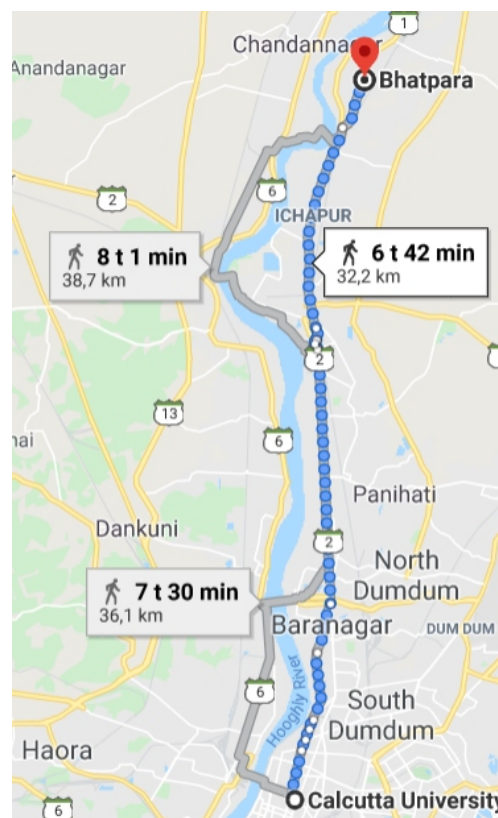 1
Chandannagar
Anandanagar
Bhatpara
2
6
ICHAPUR
8 t 1 min
38,7 km
6 t 42 min
32,2 km
2
13
6
Panihati
Dankuni
2
North
Dumdum
7 t 30 min
36,1 km
Baranagar
DUM DUM
6
Hooghly River
South
Dumdum
Haora
6
Calcutta University